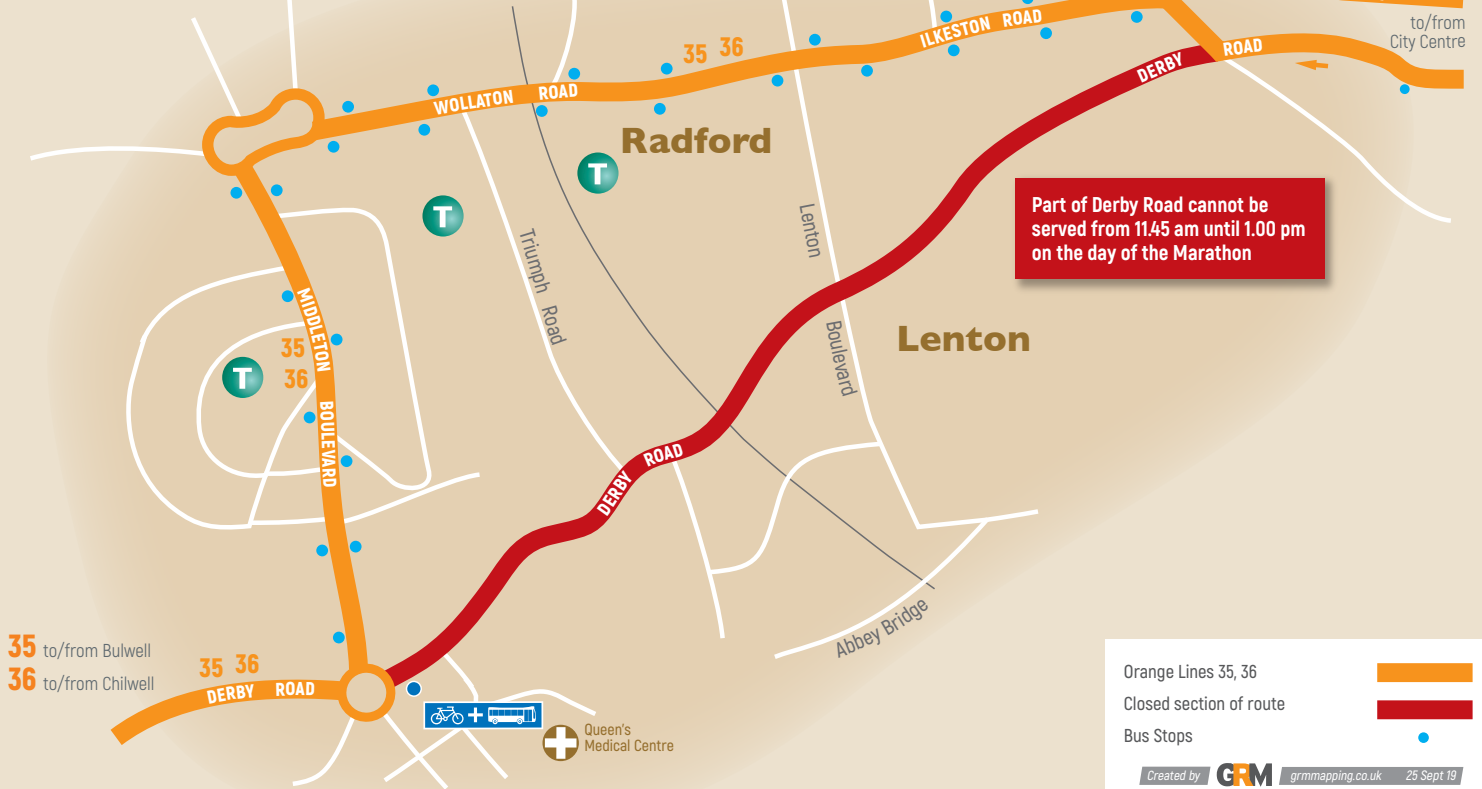 to/from
City Centre
ILKESTON ROAD
35 36
DERBY ROAD
WOLLATON ROAD
Radford
T
T
Part of Derby Road cannot be
served from 11.45 am until 1.00 pm
on the day of the Marathon
Triumph Road
Lenton
Boulevard
Lenton
MIDDLETON
BOULEVARD
35
36
T
DERBY ROAD
Abbey Bridge
35 to/from Bulwell
36 to/from Chilwell
35 36
DERBY ROAD
+
Queen's
Medical Centre
Orange Lines 35, 36
Closed section of route
Bus Stops
Created by GRM grmmapping.co.uk 25 Sept 19